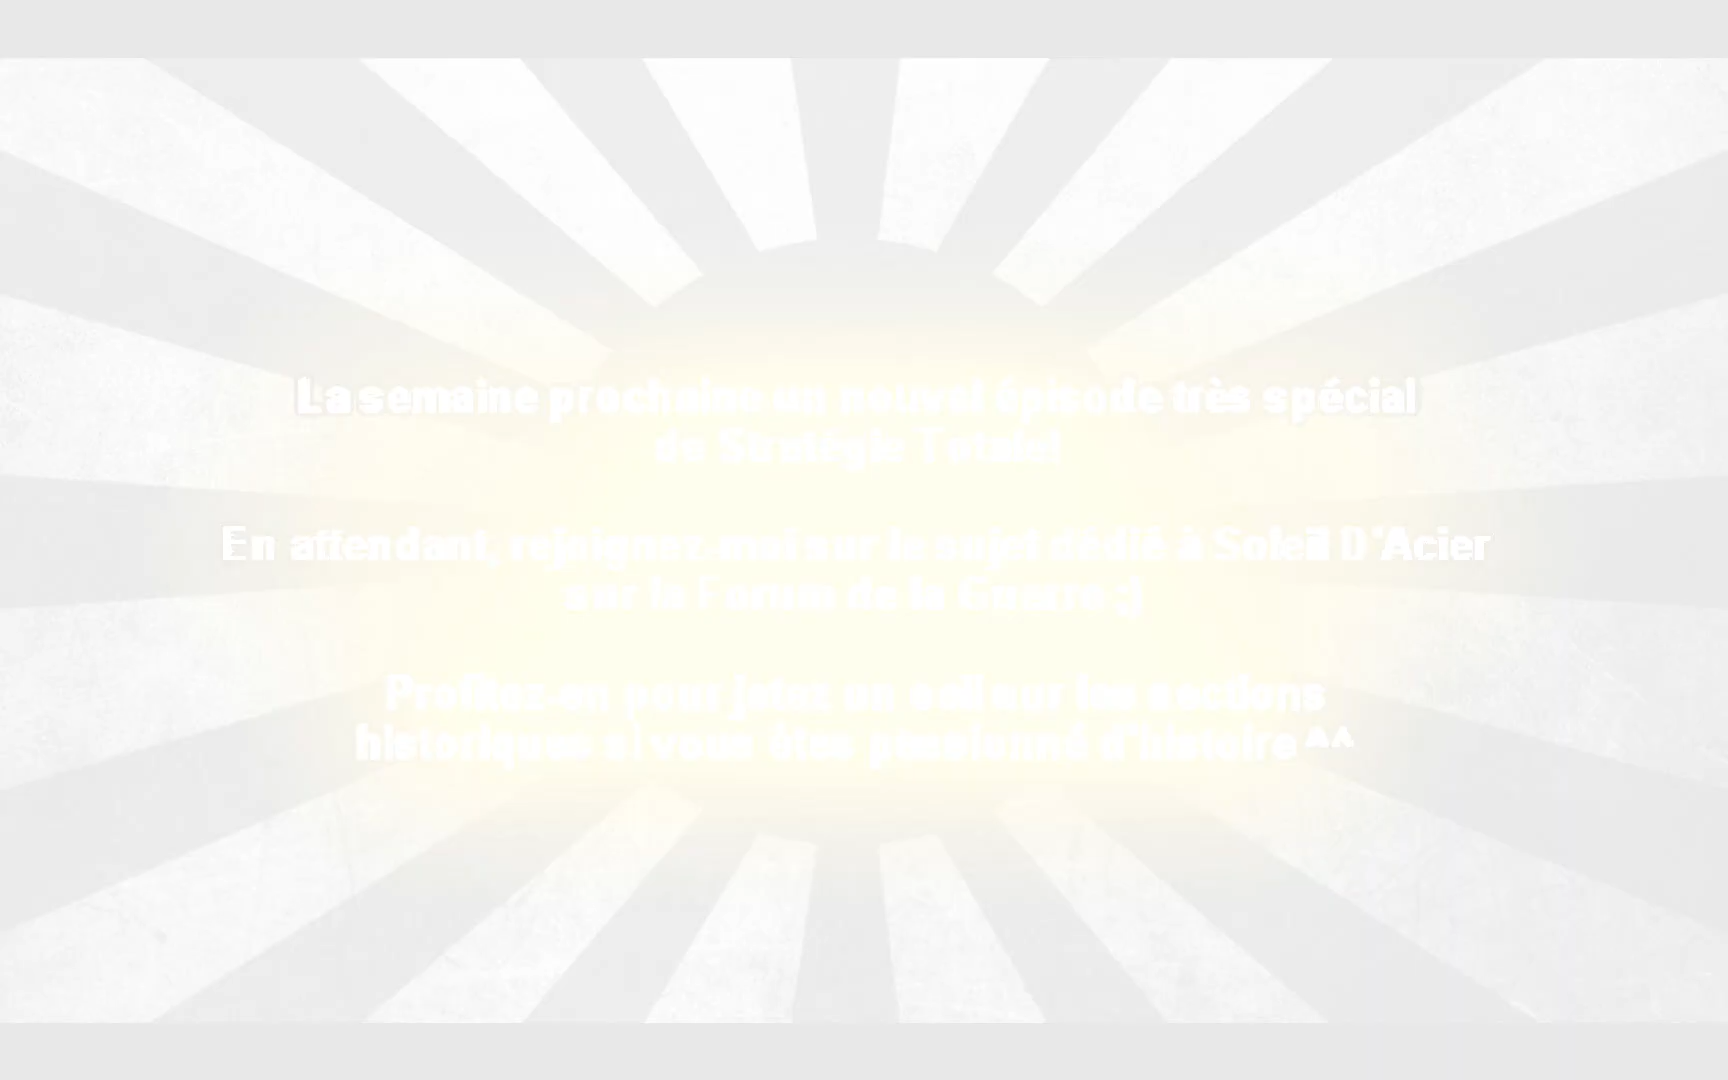 La semaine prochaine un nouvel épisode très spécial
de Stratégie Totale!
En attendant, rejoignez-moi sur le sujet dédié à Soleil D'Acier
sur le Forum de la Guerre ;)
Profitez-en pour jetez un œil sur les sections
historiques si vous êtes passionné d'histoire ^^